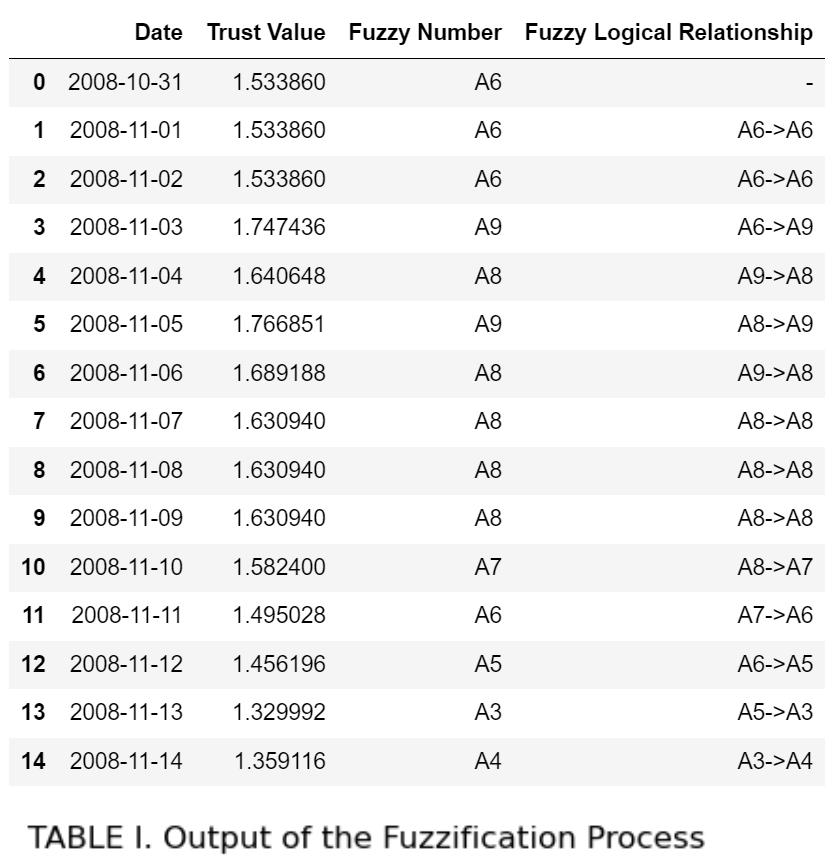 Date Trust Value Fuzzy Number Fuzzy Logical Relationship
0 2008-10-31 1.533860 A6 -
1 2008-11-01 1.533860 A6 A6->A6
2 2008-11-02 1.533860 A6 A6->A6
3 2008-11-03 1.747436 A9 A6->A9
4 2008-11-04 1.640648 A8 A9->A8
5 2008-11-05 1.766851 A9 A8->A9
6 2008-11-06 1.689188 A8 A9->A8
7 2008-11-07 1.630940 A8 A8->A8
8 2008-11-08 1.630940 A8 A8->A8
9 2008-11-09 1.630940 A8 A8->A8
10 2008-11-10 1.582400 A7 A8->A7
11 2008-11-11 1.495028 A6 A7->A6
12 2008-11-12 1.456196 A5 A6->A5
13 2008-11-13 1.329992 A3 A5->A3
14 2008-11-14 1.359116 A4 A3->A4
TABLE I. Output of the Fuzzification Process